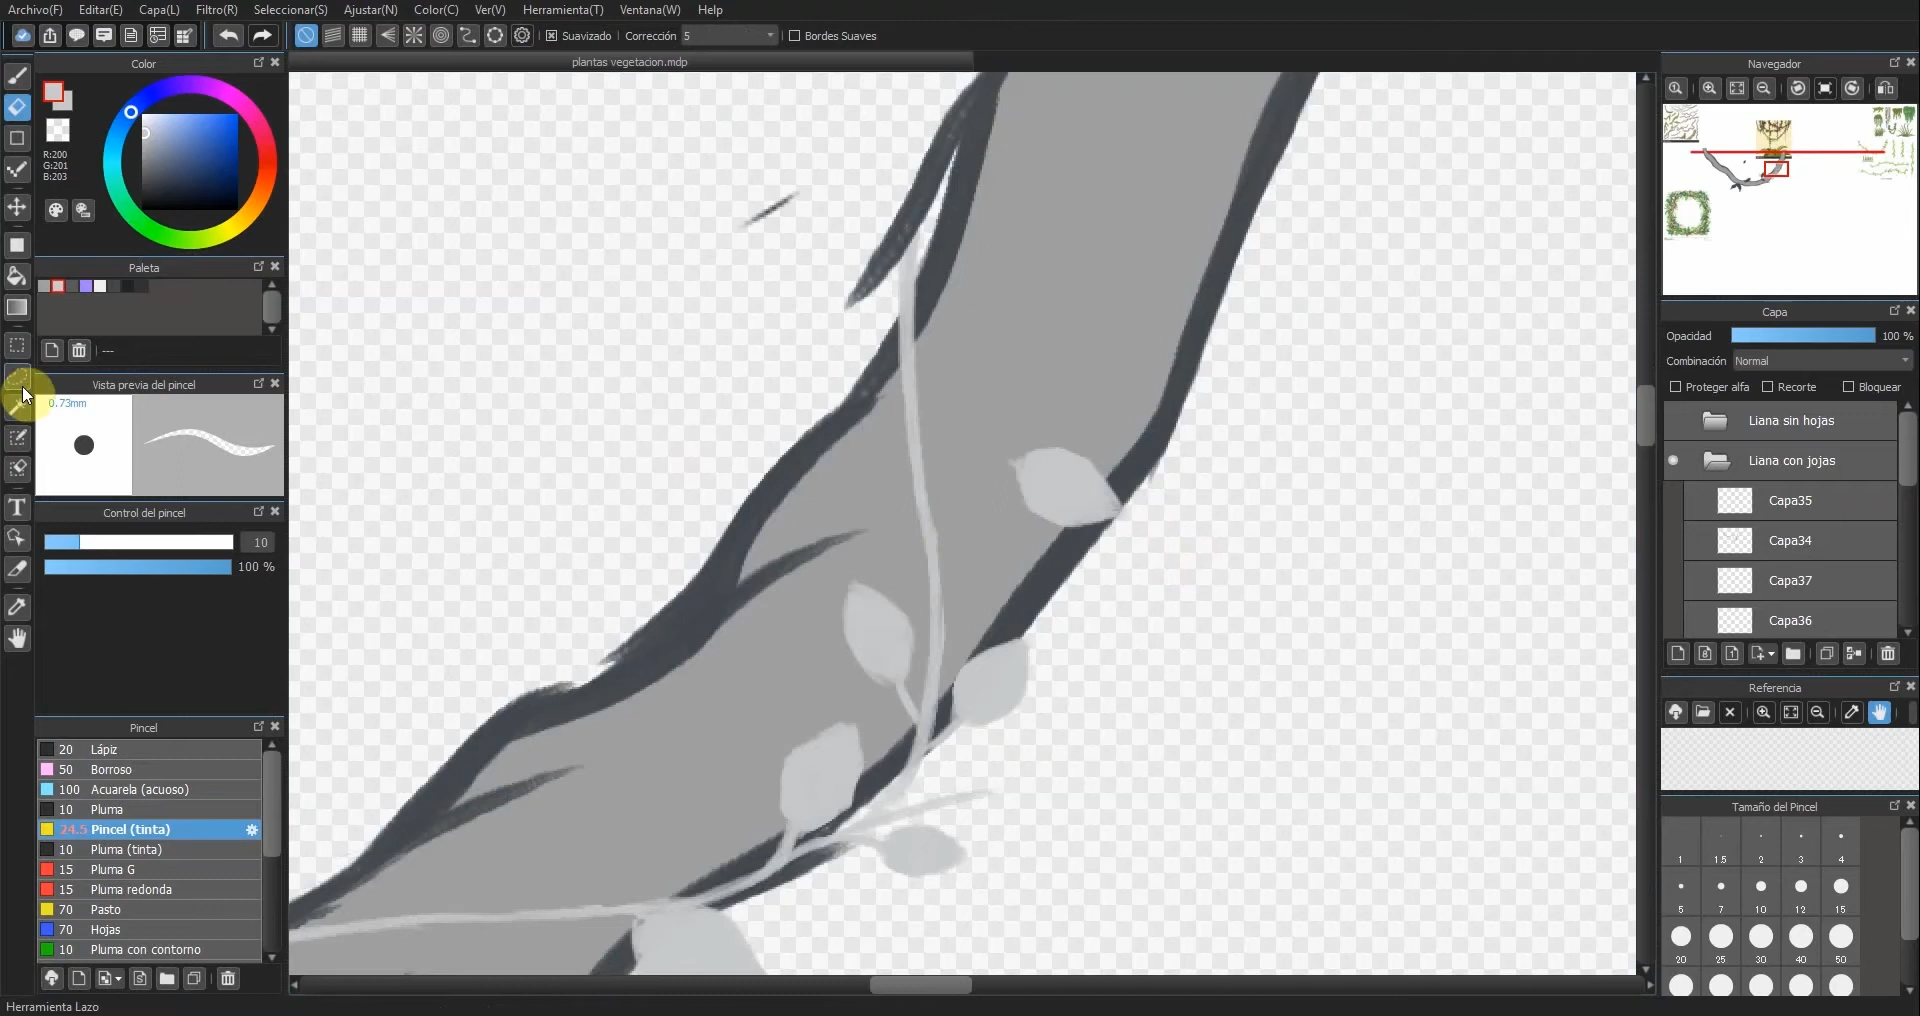 Archivo(F) Editar(E) Capa(L) Filtro(R) Seleccionar(S) Ajustar(N) Color(C) Ver(V) Herramienta(T) Ventana(W) Help
Suavizado Corrección 5 Bordes Suaves
plantas vegetacion.mdp
Color
R:200
G:201
B:203
Paleta
---
Vista previa del pincel
0.73mm
Control del pincel
10
100 %
Pincel
20 Lápiz
50 Borroso
100 Acuarela (acuoso)
10 Pluma
24.5 Pincel (tinta)
10 Pluma (tinta)
15 Pluma G
15 Pluma redonda
70 Pasto
70 Hojas
10 Pluma con contorno
Herramienta Lazo
Navegador
Capa
Opacidad 100 %
Combinación Normal
Proteger alfa Recorte Bloquear
Liana sin hojas
Liana con jojas
Capa35
Capa34
Capa37
Capa36
Referencia
Tamaño del Pincel
1 1.5 2 3 4
5 7 10 12 15
20 25 30 40 50